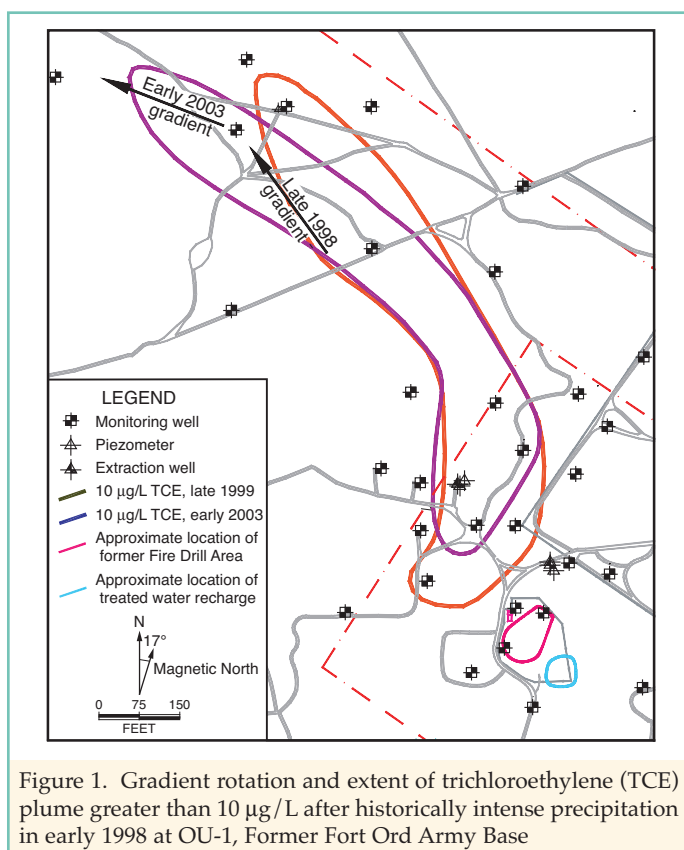 Early 2003
gradient
Late 1998
gradient
LEGEND
Monitoring well
Piezometer
Extraction well
10 μg/L TCE, late 1999
10 μg/L TCE, early 2003
Approximate location of
former Fire Drill Area
Approximate location of
treated water recharge
N
17°
Magnetic North
0 75 150
FEET
Figure 1. Gradient rotation and extent of trichloroethylene (TCE)
plume greater than 10 μg/L after historically intense precipitation
in early 1998 at OU-1, Former Fort Ord Army Base